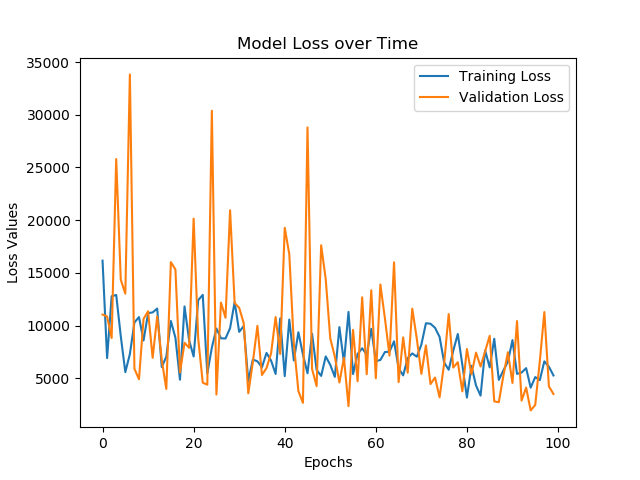 Model Loss over Time
Training Loss
Validation Loss
Loss Values
35000
30000
25000
20000
15000
10000
5000
0
20
40
60
80
100
Epochs